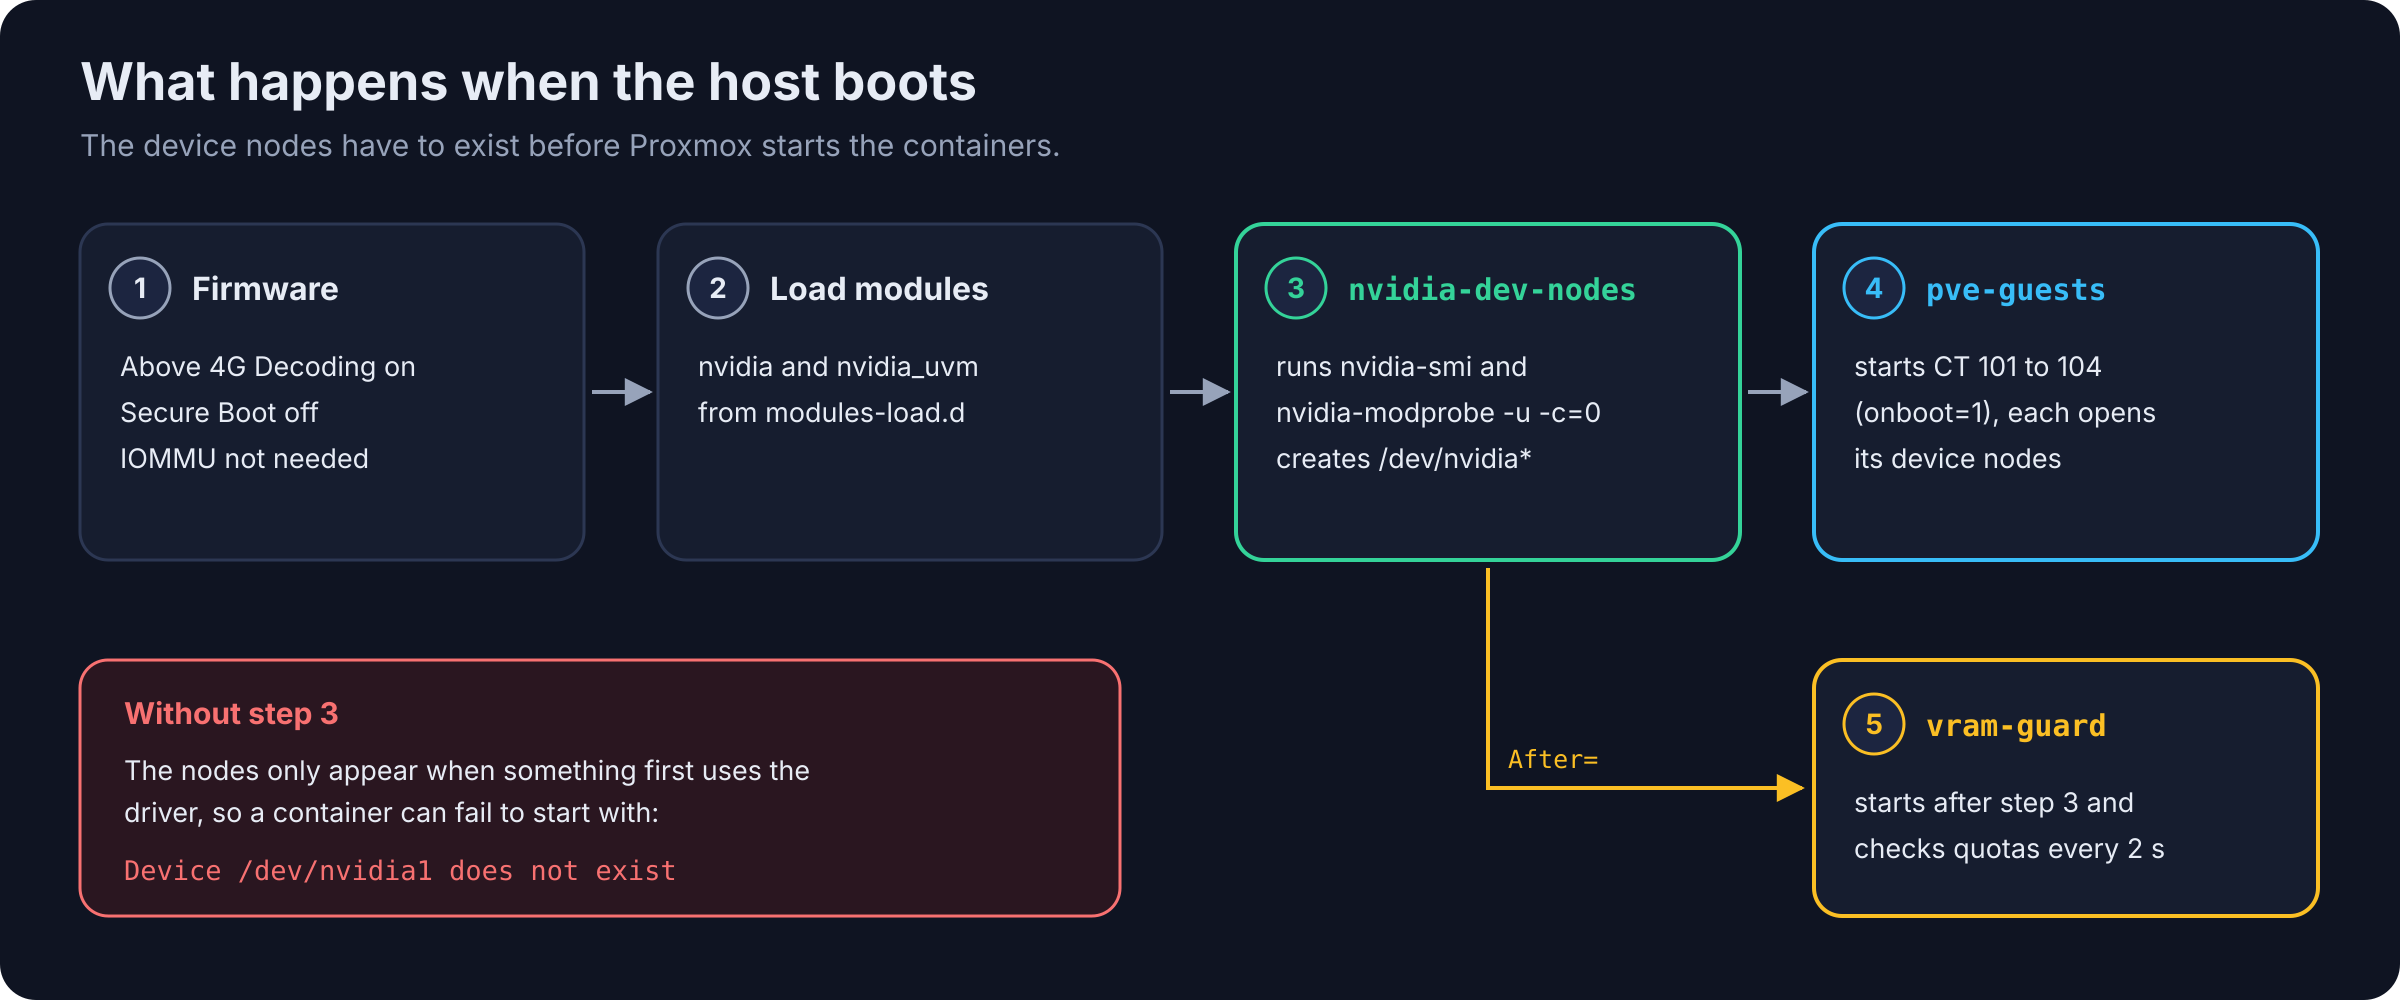 What happens when the host boots
The device nodes have to exist before Proxmox starts the containers.
1 Firmware
Above 4G Decoding on
Secure Boot off
IOMMU not needed
2 Load modules
nvidia and nvidia_uvm
from modules-load.d
3 nvidia-dev-nodes
runs nvidia-smi and
nvidia-modprobe -u -c=0
creates /dev/nvidia*
4 pve-guests
starts CT 101 to 104
(onboot=1), each opens
its device nodes
Without step 3
The nodes only appear when something first uses the
driver, so a container can fail to start with:
Device /dev/nvidia1 does not exist
After=
5 vram-guard
starts after step 3 and
checks quotas every 2 s